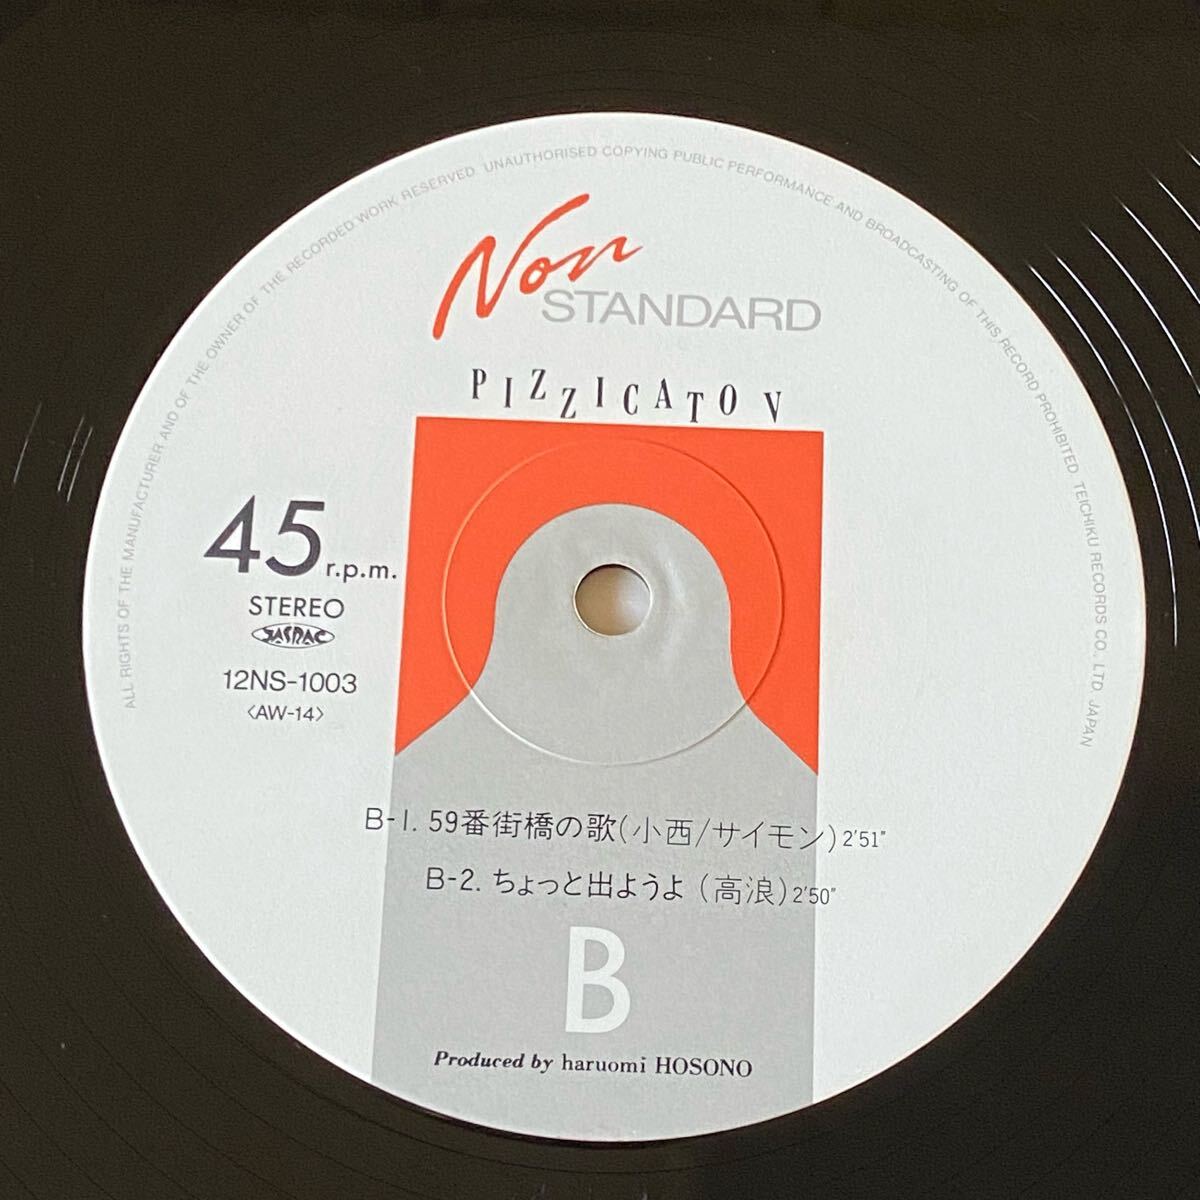 ALL RIGHTS OF THE MANUFACTURER AND OF THE OWNER OF THE RECORDED WORK RESERVED. UNAUTHORISED COPYING PUBLIC PERFORMANCE AND BROADCASTING OF THIS RECORD PROHIBITED. TEICHIKU RECORDS CO., LTD. JAPAN
Non
STANDARD
PIZZICATO V
45 r.p.m.
STEREO
JASRAC
12NS-1003
〈AW-14〉
B-1. 59番街橋の歌(小西/サイモン)2'51"
B-2. ちょっと出ようよ (高浪)2'50"
B
Produced by haruomi HOSONO